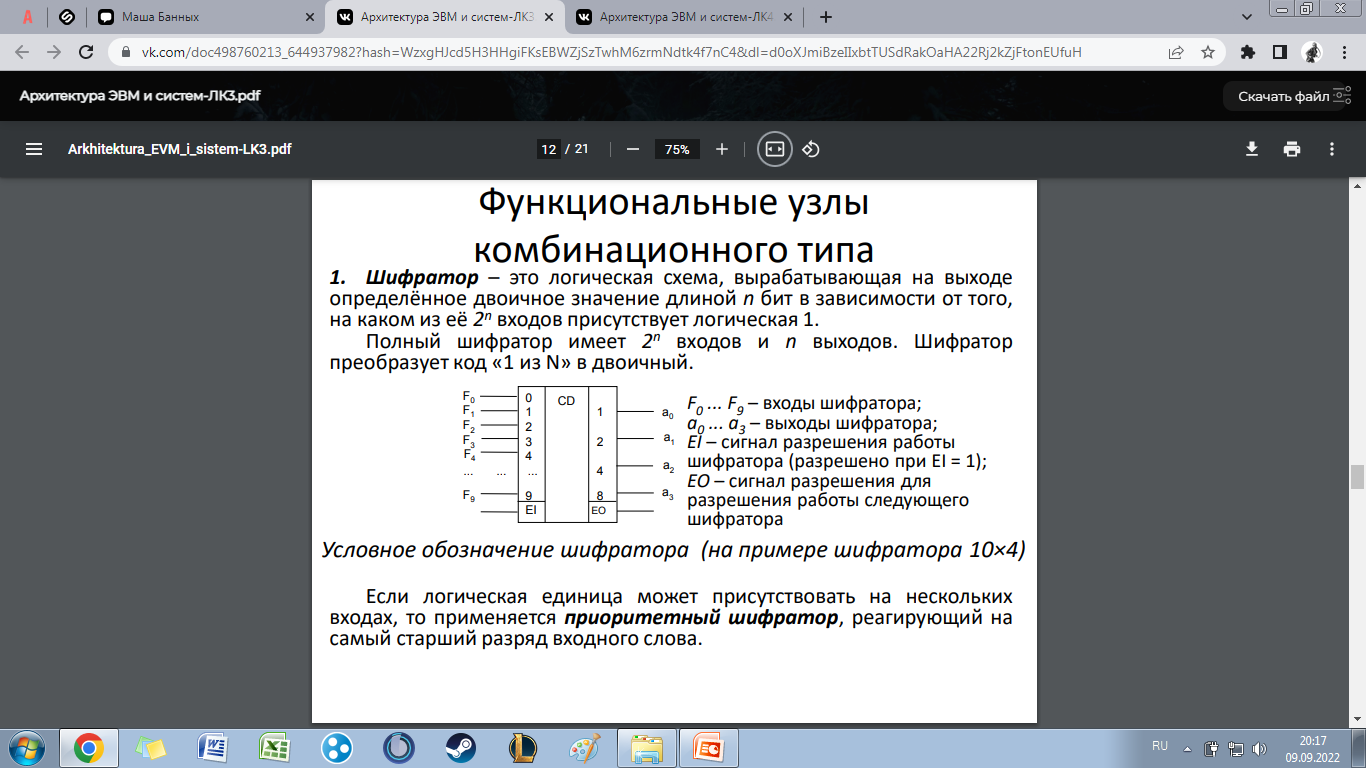 Маша Банных
Архитектура ЭВМ и систем-ЛК3
Архитектура ЭВМ и систем-ЛК4
vk.com/doc498760213_644937982?hash=WzxgHJcd5H3HHgiFKsEBWZjSzTwhM6zrmNdtk4f7nC4&dl=d0oXJmiBzeIIxbtTUSdRakOaHA22Rj2kZjFtonEUfuH
Архитектура ЭВМ и систем-ЛК3.pdf
Скачать файл
Arkhitektura_EVM_i_sistem-LK3.pdf
12 / 21
75%
Функциональные узлы
комбинационного типа
1. Шифратор – это логическая схема, вырабатывающая на выходе
определённое двоичное значение длиной n бит в зависимости от того,
на каком из её 2ⁿ входов присутствует логическая 1.
Полный шифратор имеет 2ⁿ входов и n выходов. Шифратор
преобразует код «1 из N» в двоичный.
F₀ 0 CD
F₁ 1 1 a₀
F₂ 2
F₃ 3 2 a₁
F₄ 4
... ... ... 4 a₂
F₉ 9 8 a₃
EI EO
F₀ ... F₉ – входы шифратора;
a₀ ... a₃ – выходы шифратора;
EI – сигнал разрешения работы
шифратора (разрешено при EI = 1);
EO – сигнал разрешения для
разрешения работы следующего
шифратора
Условное обозначение шифратора (на примере шифратора 10×4)
Если логическая единица может присутствовать на нескольких
входах, то применяется приоритетный шифратор, реагирующий на
самый старший разряд входного слова.
RU
20:17
09.09.2022